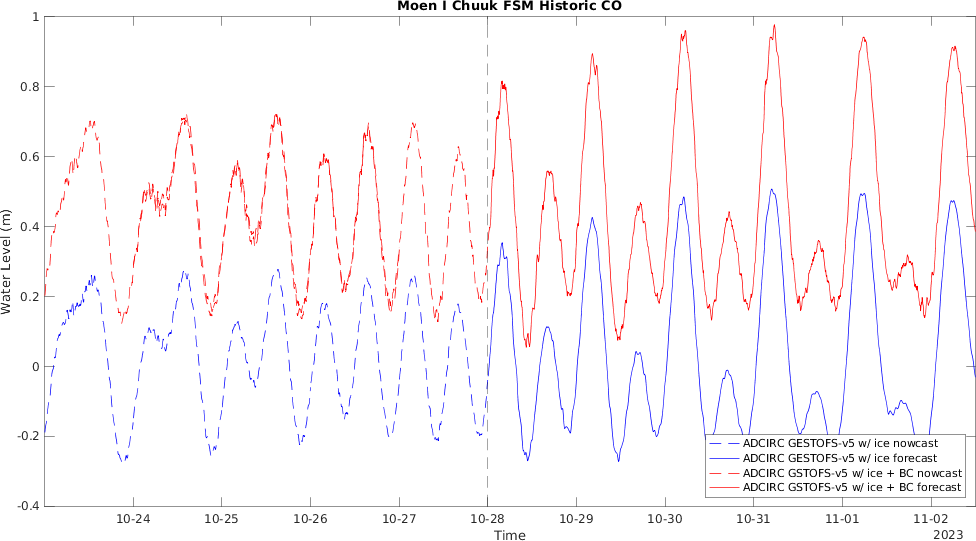 Moen I Chuuk FSM Historic CO
1
0.8
0.6
0.4
0.2
0
-0.2
-0.4
Water Level (m)
ADCIRC GESTOFS-v5 w/ ice nowcast
ADCIRC GESTOFS-v5 w/ ice forecast
ADCIRC GSTOFS-v5 w/ ice + BC nowcast
ADCIRC GSTOFS-v5 w/ ice + BC forecast
10-24 10-25 10-26 10-27 10-28 10-29 10-30 10-31 11-01 11-02
Time
2023